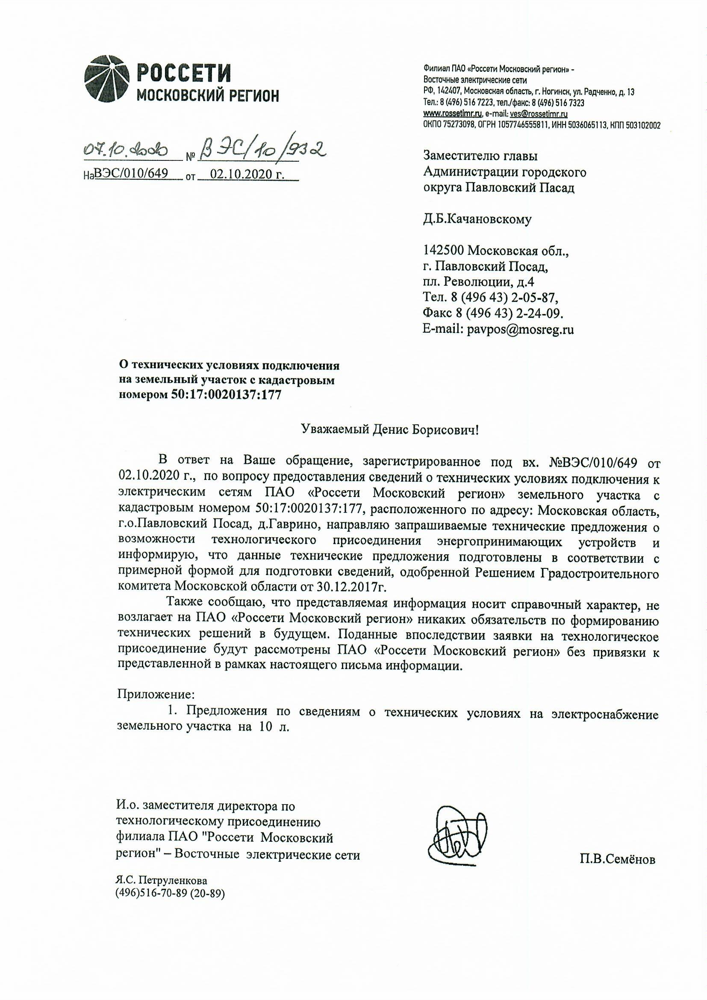 РОССЕТИ
МОСКОВСКИЙ РЕГИОН
Филиал ПАО «Россети Московский регион» -
Восточные электрические сети
РФ, 142407, Московская область, г. Ногинск, ул. Радченко, д. 13
Тел.: 8 (496) 516 7223, тел./факс: 8 (496) 516 7323
www.rossetimr.ru, e-mail: ves@rossetimr.ru
ОКПО 75273098, ОГРН 1057746555811, ИНН 5036065113, КПП 503102002
07.10.2020 № ВЭС/10/932
На ВЭС/010/649 от 02.10.2020 г.
Заместителю главы
Администрации городского
округа Павловский Пасад
Д.Б.Качановскому
142500 Московская обл.,
г. Павловский Посад,
пл. Революции, д.4
Тел. 8 (496 43) 2-05-87,
Факс 8 (496 43) 2-24-09.
E-mail: pavpos@mosreg.ru
О технических условиях подключения
на земельный участок с кадастровым
номером 50:17:0020137:177
Уважаемый Денис Борисович!
В ответ на Ваше обращение, зарегистрированное под вх. №ВЭС/010/649 от
02.10.2020 г., по вопросу предоставления сведений о технических условиях подключения к
электрическим сетям ПАО «Россети Московский регион» земельного участка с
кадастровым номером 50:17:0020137:177, расположенного по адресу: Московская область,
г.о.Павловский Посад, д.Гаврино, направляю запрашиваемые технические предложения о
возможности технологического присоединения энергопринимающих устройств и
информирую, что данные технические предложения подготовлены в соответствии с
примерной формой для подготовки сведений, одобренной Решением Градостроительного
комитета Московской области от 30.12.2017г.
Также сообщаю, что представляемая информация носит справочный характер, не
возлагает на ПАО «Россети Московский регион» никаких обязательств по формированию
технических решений в будущем. Поданные впоследствии заявки на технологическое
присоединение будут рассмотрены ПАО «Россети Московский регион» без привязки к
представленной в рамках настоящего письма информации.
Приложение:
1. Предложения по сведениям о технических условиях на электроснабжение
земельного участка на 10 л.
И.о. заместителя директора по
технологическому присоединению
филиала ПАО "Россети Московский
регион" – Восточные электрические сети
П.В.Семёнов
Я.С. Петруленкова
(496)516-70-89 (20-89)